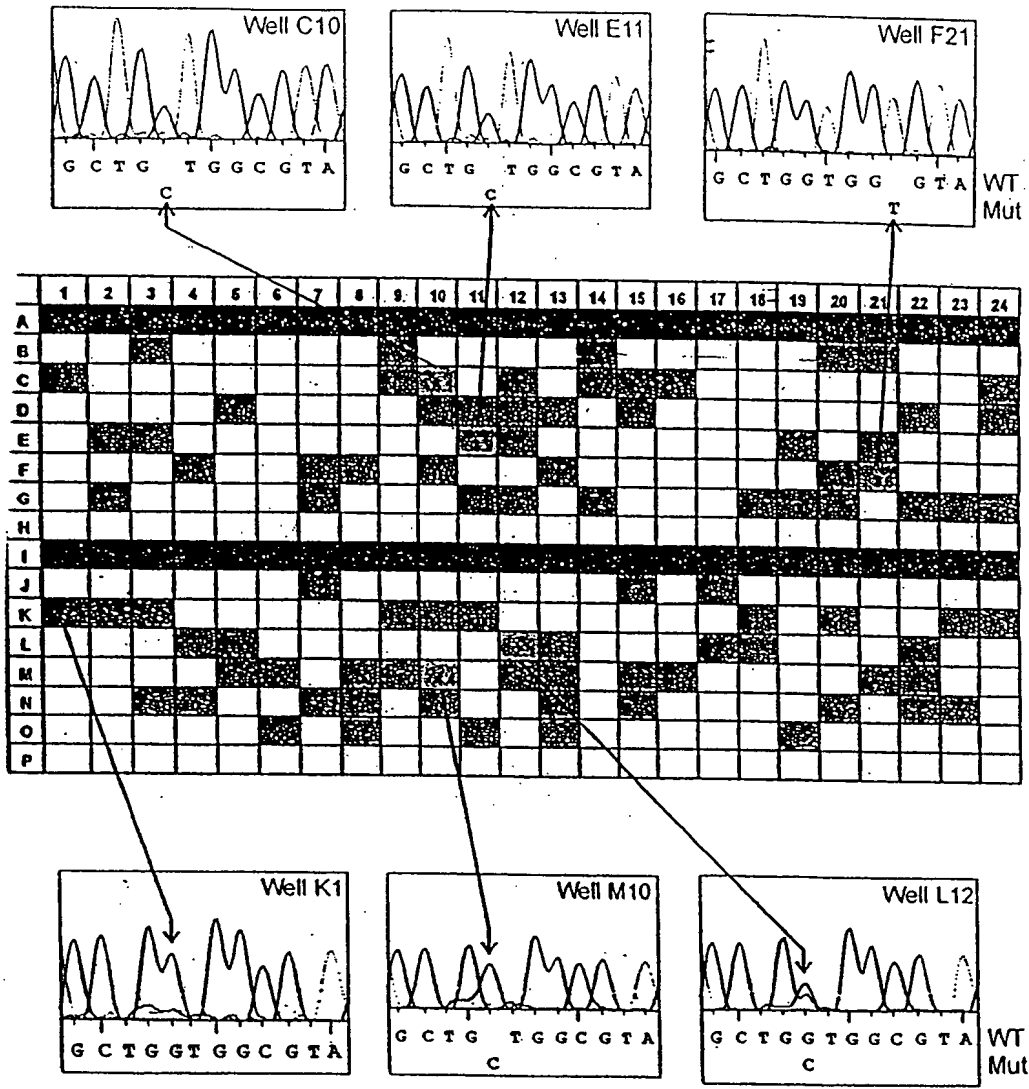 Well C10
G C T G T G G C G T A
C
Well E11
G C T G T G G C G T A
C
Well F21
G C T G G T G G G T A
T
WT
Mut
1 2 3 4 5 6 7 8 9 10 11 12 13 14 15 16 17 18 19 20 21 22 23 24
A
B
C
D
E
F
G
H
I
J
K
L
M
N
O
P
Well K1
G C T G G T G G C G T A
Well M10
G C T G T G G C G T A
C
Well L12
G C T G G T G G C G T A
C
WT
Mut